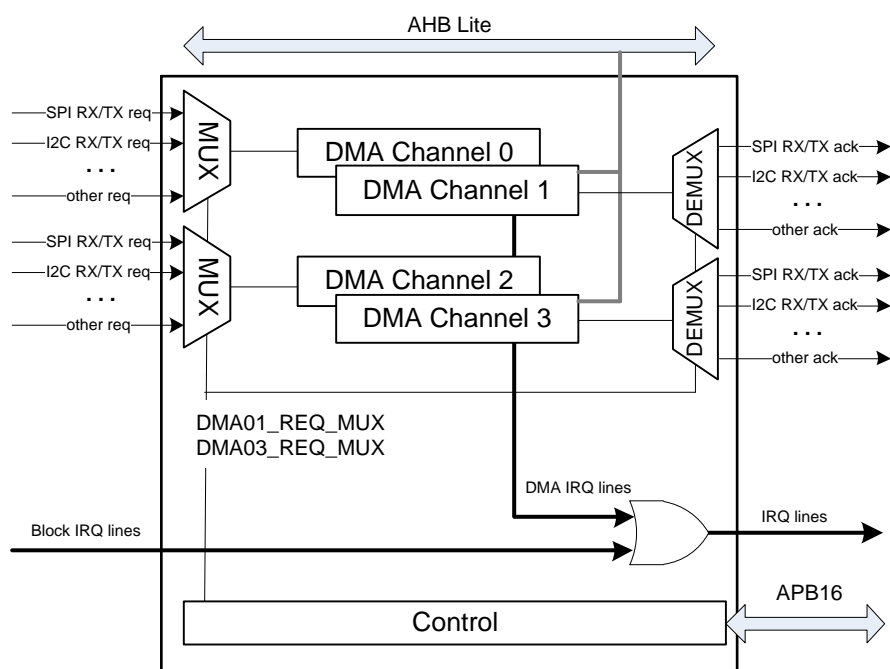 AHB Lite
SPI RX/TX req
I2C RX/TX req
. . .
other req
MUX
DMA Channel 0
DMA Channel 1
DEMUX
SPI RX/TX ack
I2C RX/TX ack
. . .
other ack
SPI RX/TX req
I2C RX/TX req
. . .
other req
MUX
DMA Channel 2
DMA Channel 3
DEMUX
SPI RX/TX ack
I2C RX/TX ack
. . .
other ack
DMA01_REQ_MUX
DMA03_REQ_MUX
DMA IRQ lines
Block IRQ lines
IRQ lines
APB16
Control